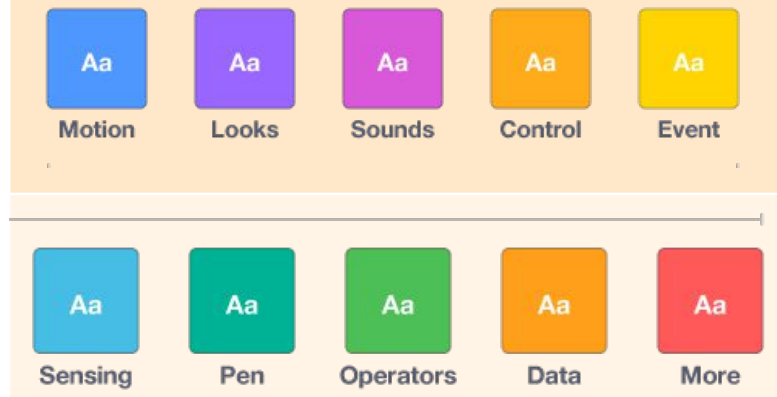 Aa Aa Aa Aa Aa
Motion Looks Sounds Control Event
Aa Aa Aa Aa Aa
Sensing Pen Operators Data More